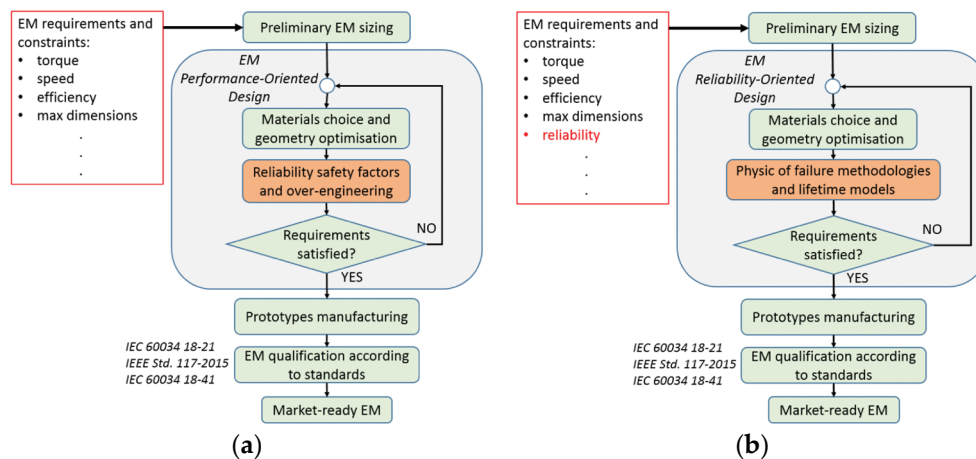 EM requirements and
constraints:
• torque
• speed
• efficiency
• max dimensions
.
.
.
Preliminary EM sizing
EM
Performance-Oriented
Design
Materials choice and
geometry optimisation
Reliability safety factors
and over-engineering
Requirements
satisfied?
NO
YES
Prototypes manufacturing
IEC 60034 18-21
IEEE Std. 117-2015
IEC 60034 18-41
EM qualification according
to standards
Market-ready EM
(a)
EM requirements and
constraints:
• torque
• speed
• efficiency
• max dimensions
• reliability
.
.
.
Preliminary EM sizing
EM
Reliability-Oriented
Design
Materials choice and
geometry optimisation
Physic of failure methodologies
and lifetime models
Requirements
satisfied?
NO
YES
Prototypes manufacturing
IEC 60034 18-21
IEEE Std. 117-2015
IEC 60034 18-41
EM qualification according
to standards
Market-ready EM
(b)